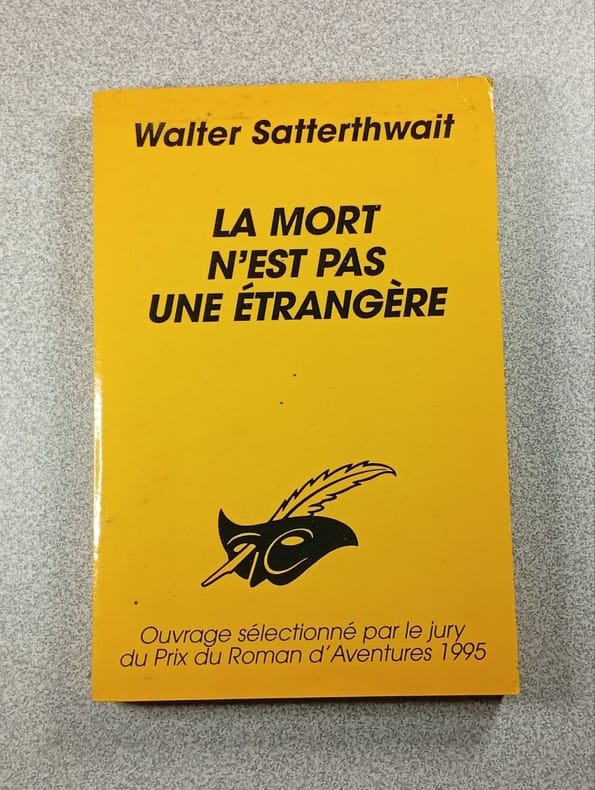 Walter Satterthwait
LA MORT
N'EST PAS
UNE ÉTRANGÈRE
Ouvrage sélectionné par le jury
du Prix du Roman d'Aventures 1995